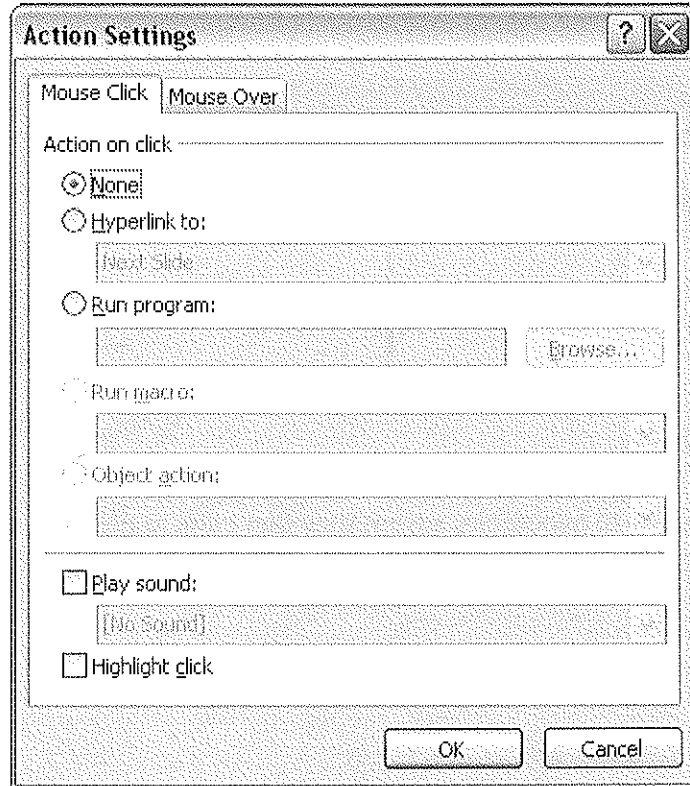 Action Settings
?
Mouse Click Mouse Over
Action on click
None
Hyperlink to:
Next Slide
Run program:
Browse...
Run macro:
Object action:
Play sound:
[No Sound]
Highlight click
OK Cancel